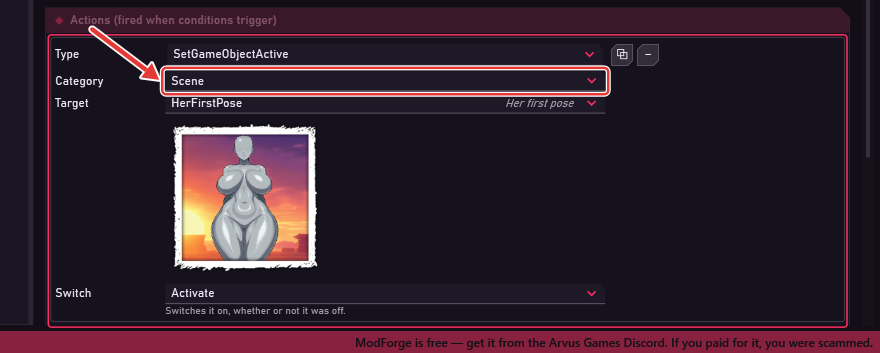 Actions (fired when conditions trigger)
Type
SetGameObjectActive
Category
Scene
Target
HerFirstPose
Her first pose
Switch
Activate
Switches it on, whether or not it was off.
ModForge is free — get it from the Arvus Games Discord. If you paid for it, you were scammed.